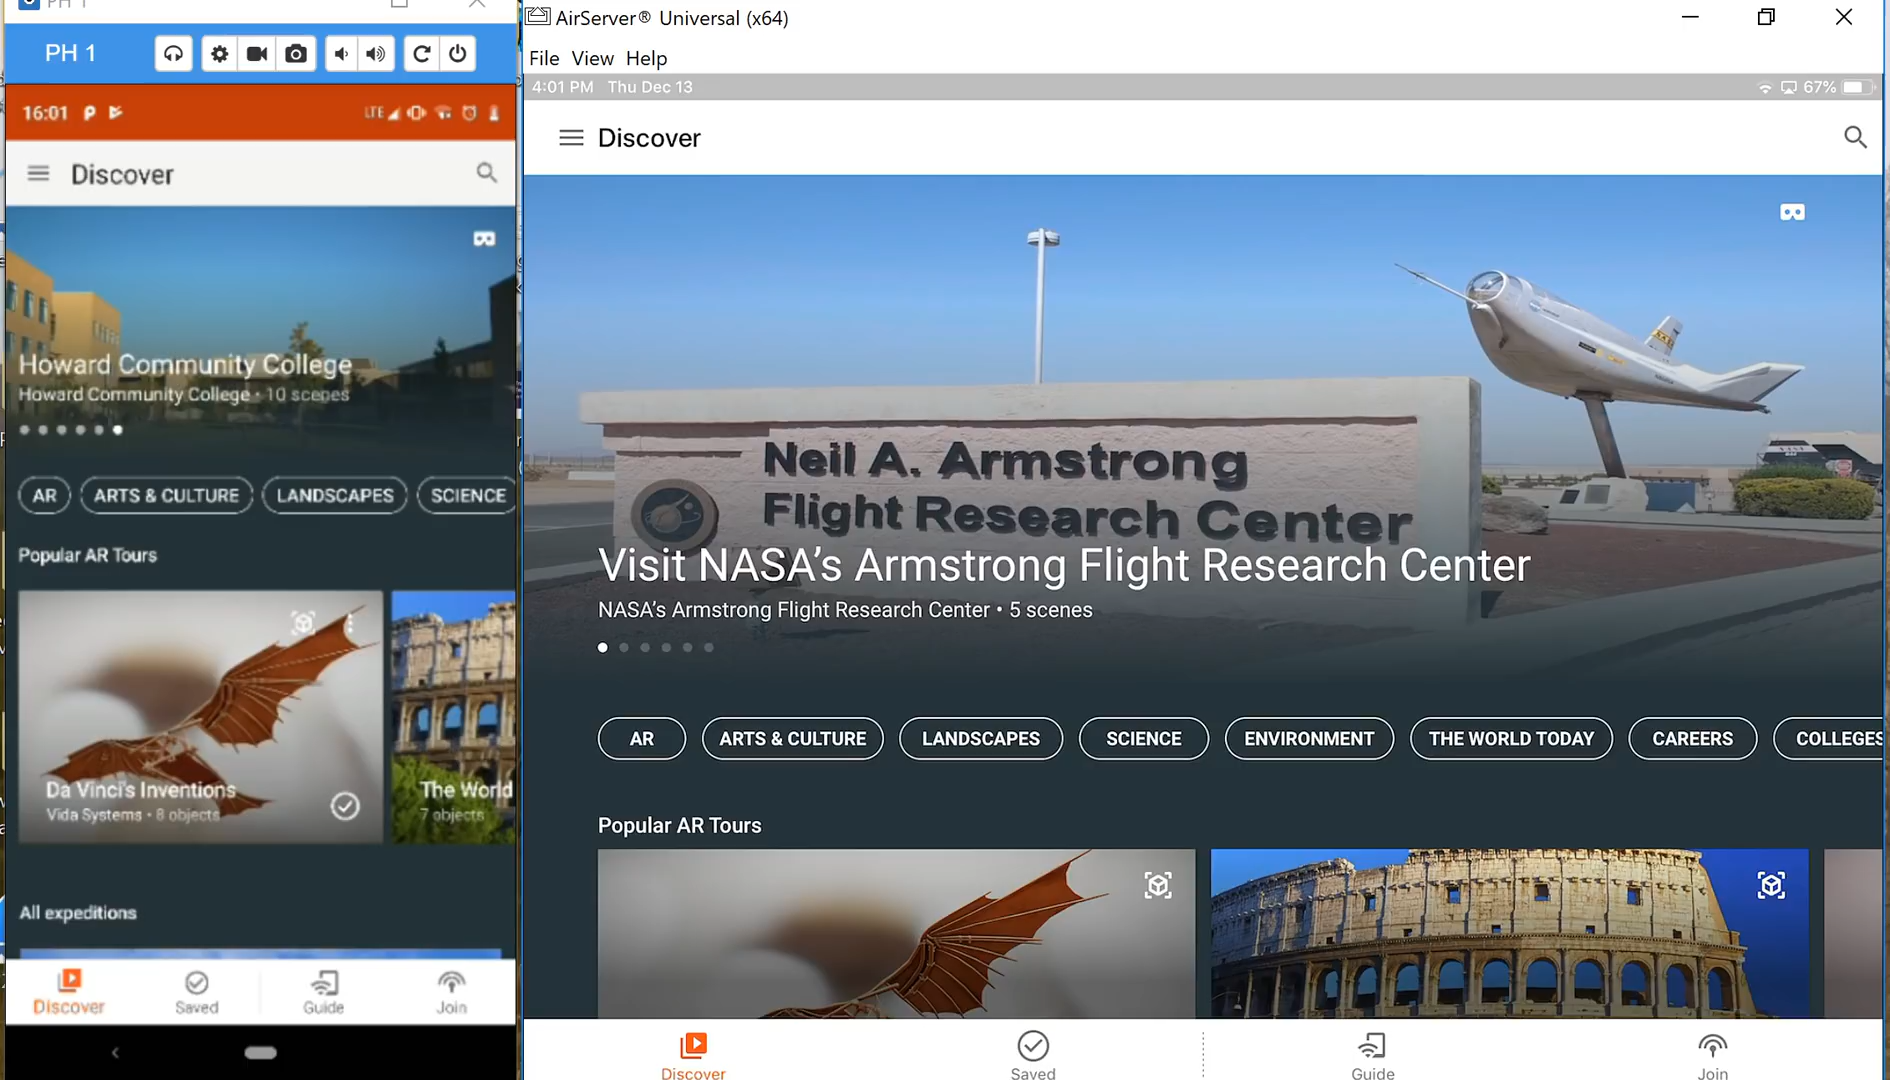 PH 1
PH 1
16:01
LTE
Discover
Howard Community College
Howard Community College • 10 scenes
AR
ARTS & CULTURE
LANDSCAPES
SCIENCE
Popular AR Tours
Da Vinci's Inventions
Vida Systems • 8 objects
The World
7 objects
All expeditions
Discover
Saved
Guide
Join
AirServer® Universal (x64)
File View Help
4:01 PM Thu Dec 13
67%
Discover
Neil A. Armstrong
Flight Research Center
Visit NASA’s Armstrong Flight Research Center
NASA’s Armstrong Flight Research Center • 5 scenes
AR
ARTS & CULTURE
LANDSCAPES
SCIENCE
ENVIRONMENT
THE WORLD TODAY
CAREERS
COLLEGES
Popular AR Tours
Discover
Saved
Guide
Join